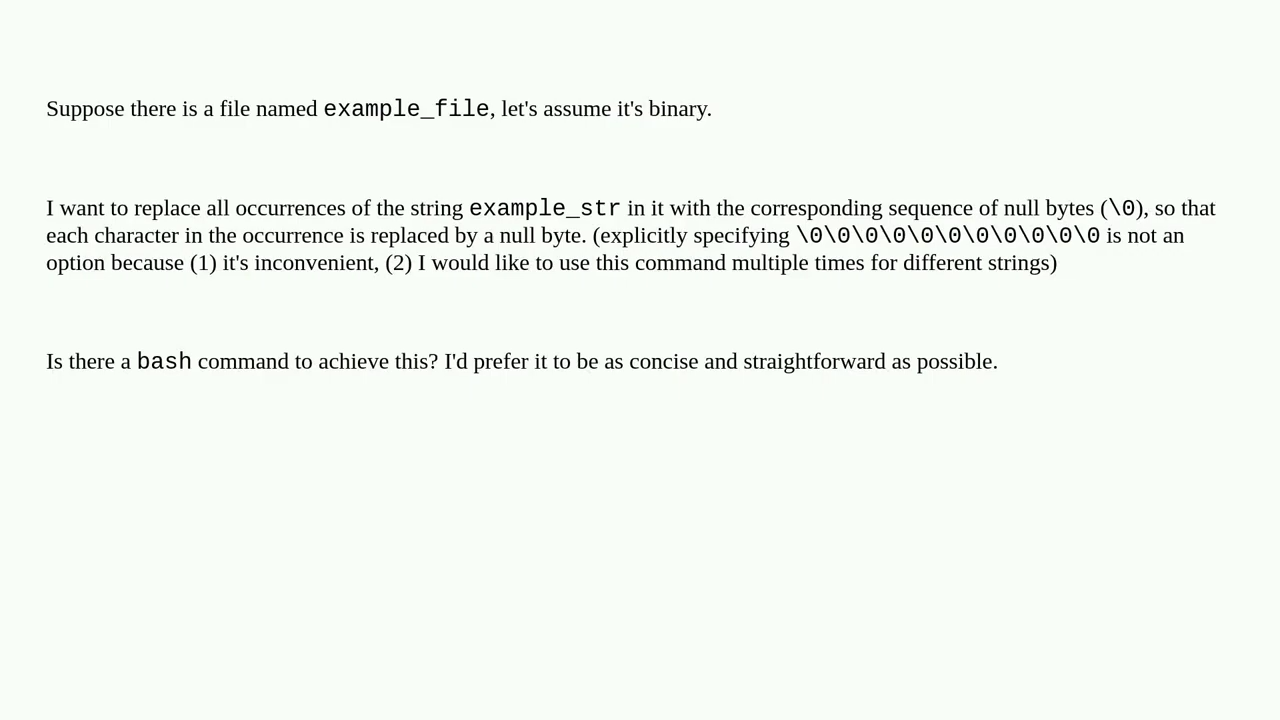 Suppose there is a file named example_file, let's assume it's binary.
I want to replace all occurrences of the string example_str in it with the corresponding sequence of null bytes (\0), so that
each character in the occurrence is replaced by a null byte. (explicitly specifying \0\0\0\0\0\0\0\0\0\0\0 is not an
option because (1) it's inconvenient, (2) I would like to use this command multiple times for different strings)
Is there a bash command to achieve this? I'd prefer it to be as concise and straightforward as possible.